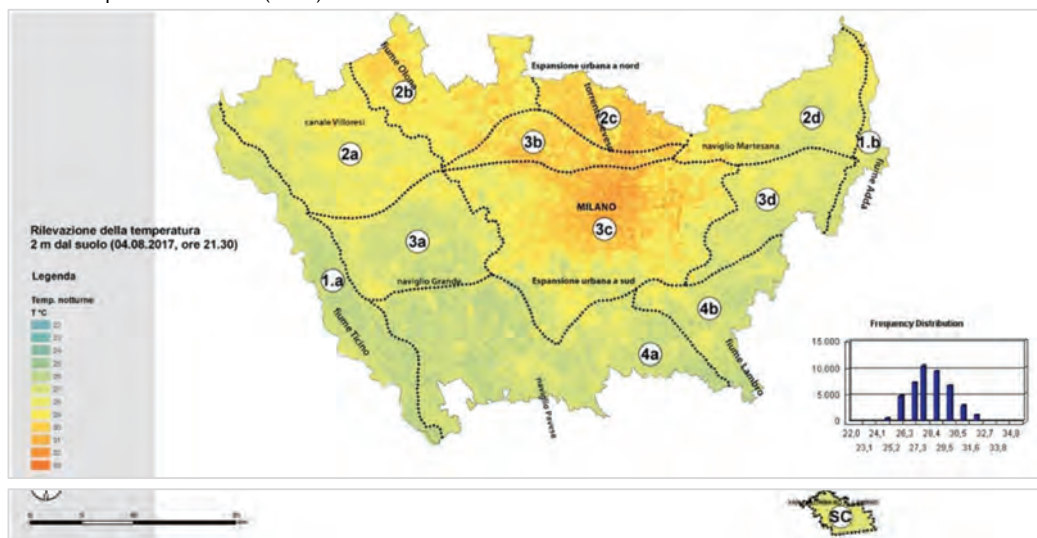 Espansione urbana a nord
fiume Olona
2b
2c
2d
canale Villoresi
3b
1.b
2a
naviglio Martesana
fiume Adda
3d
MILANO
3c
Rilevazione della temperatura
2 m dal suolo (04.08.2017, ore 21.30)
3a
Legenda
1.a
naviglio Grande
Espansione urbana a sud
Temp. notturne
T °C
4b
fiume Ticino
Frequency Distribution
4a
fiume Lambro
naviglio Pavese
15.000
10.000
5.000
0
22,0 24,1 26,3 28,4 30,5 32,7 34,8
23,1 25,2 27,3 29,5 31,6 33,8
SC